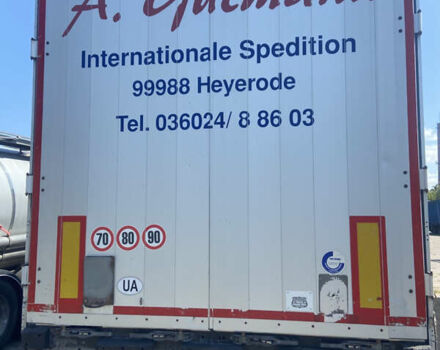 A.
Internationale Spedition
99988 Heyerode
Tel. 036024/ 8 86 03
70 80 90
UA